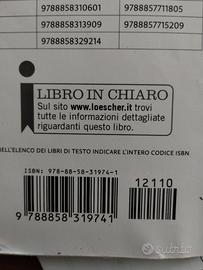 9788858310601 9788857711805
9788858313909 9788857715209
9788858329214
i LIBRO IN CHIARO
Sul sito
www.loescher.it trovi
tutte le informazioni dettagliate
riguardanti questo libro.
NELL'ELENCO DEI LIBRI DI TESTO INDICARE L'INTERO CODICE ISBN
ISBN: 978-88-58-31974-1
12110
9 788858 319741
Subito